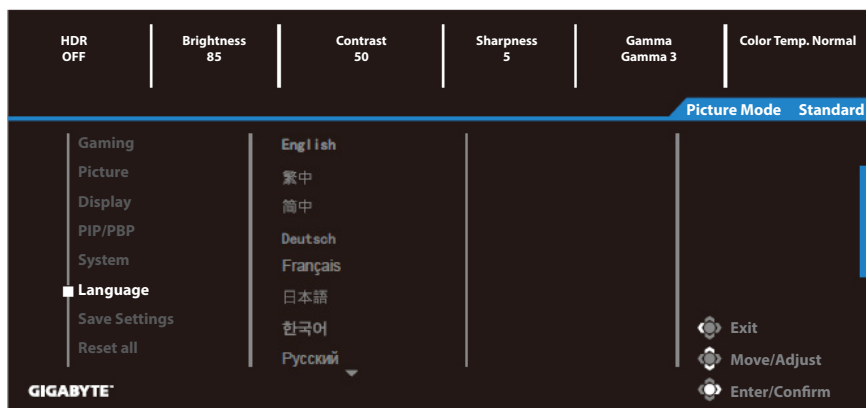 HDR
OFF
Brightness
85
Contrast
50
Sharpness
5
Gamma
Gamma 3
Color Temp. Normal
Picture Mode Standard
Gaming
Picture
Display
PIP/PBP
System
Language
Save Settings
Reset all
English
繁中
简中
Deutsch
Français
日本語
한국어
Русский
Exit
Move/Adjust
Enter/Confirm
GIGABYTE™